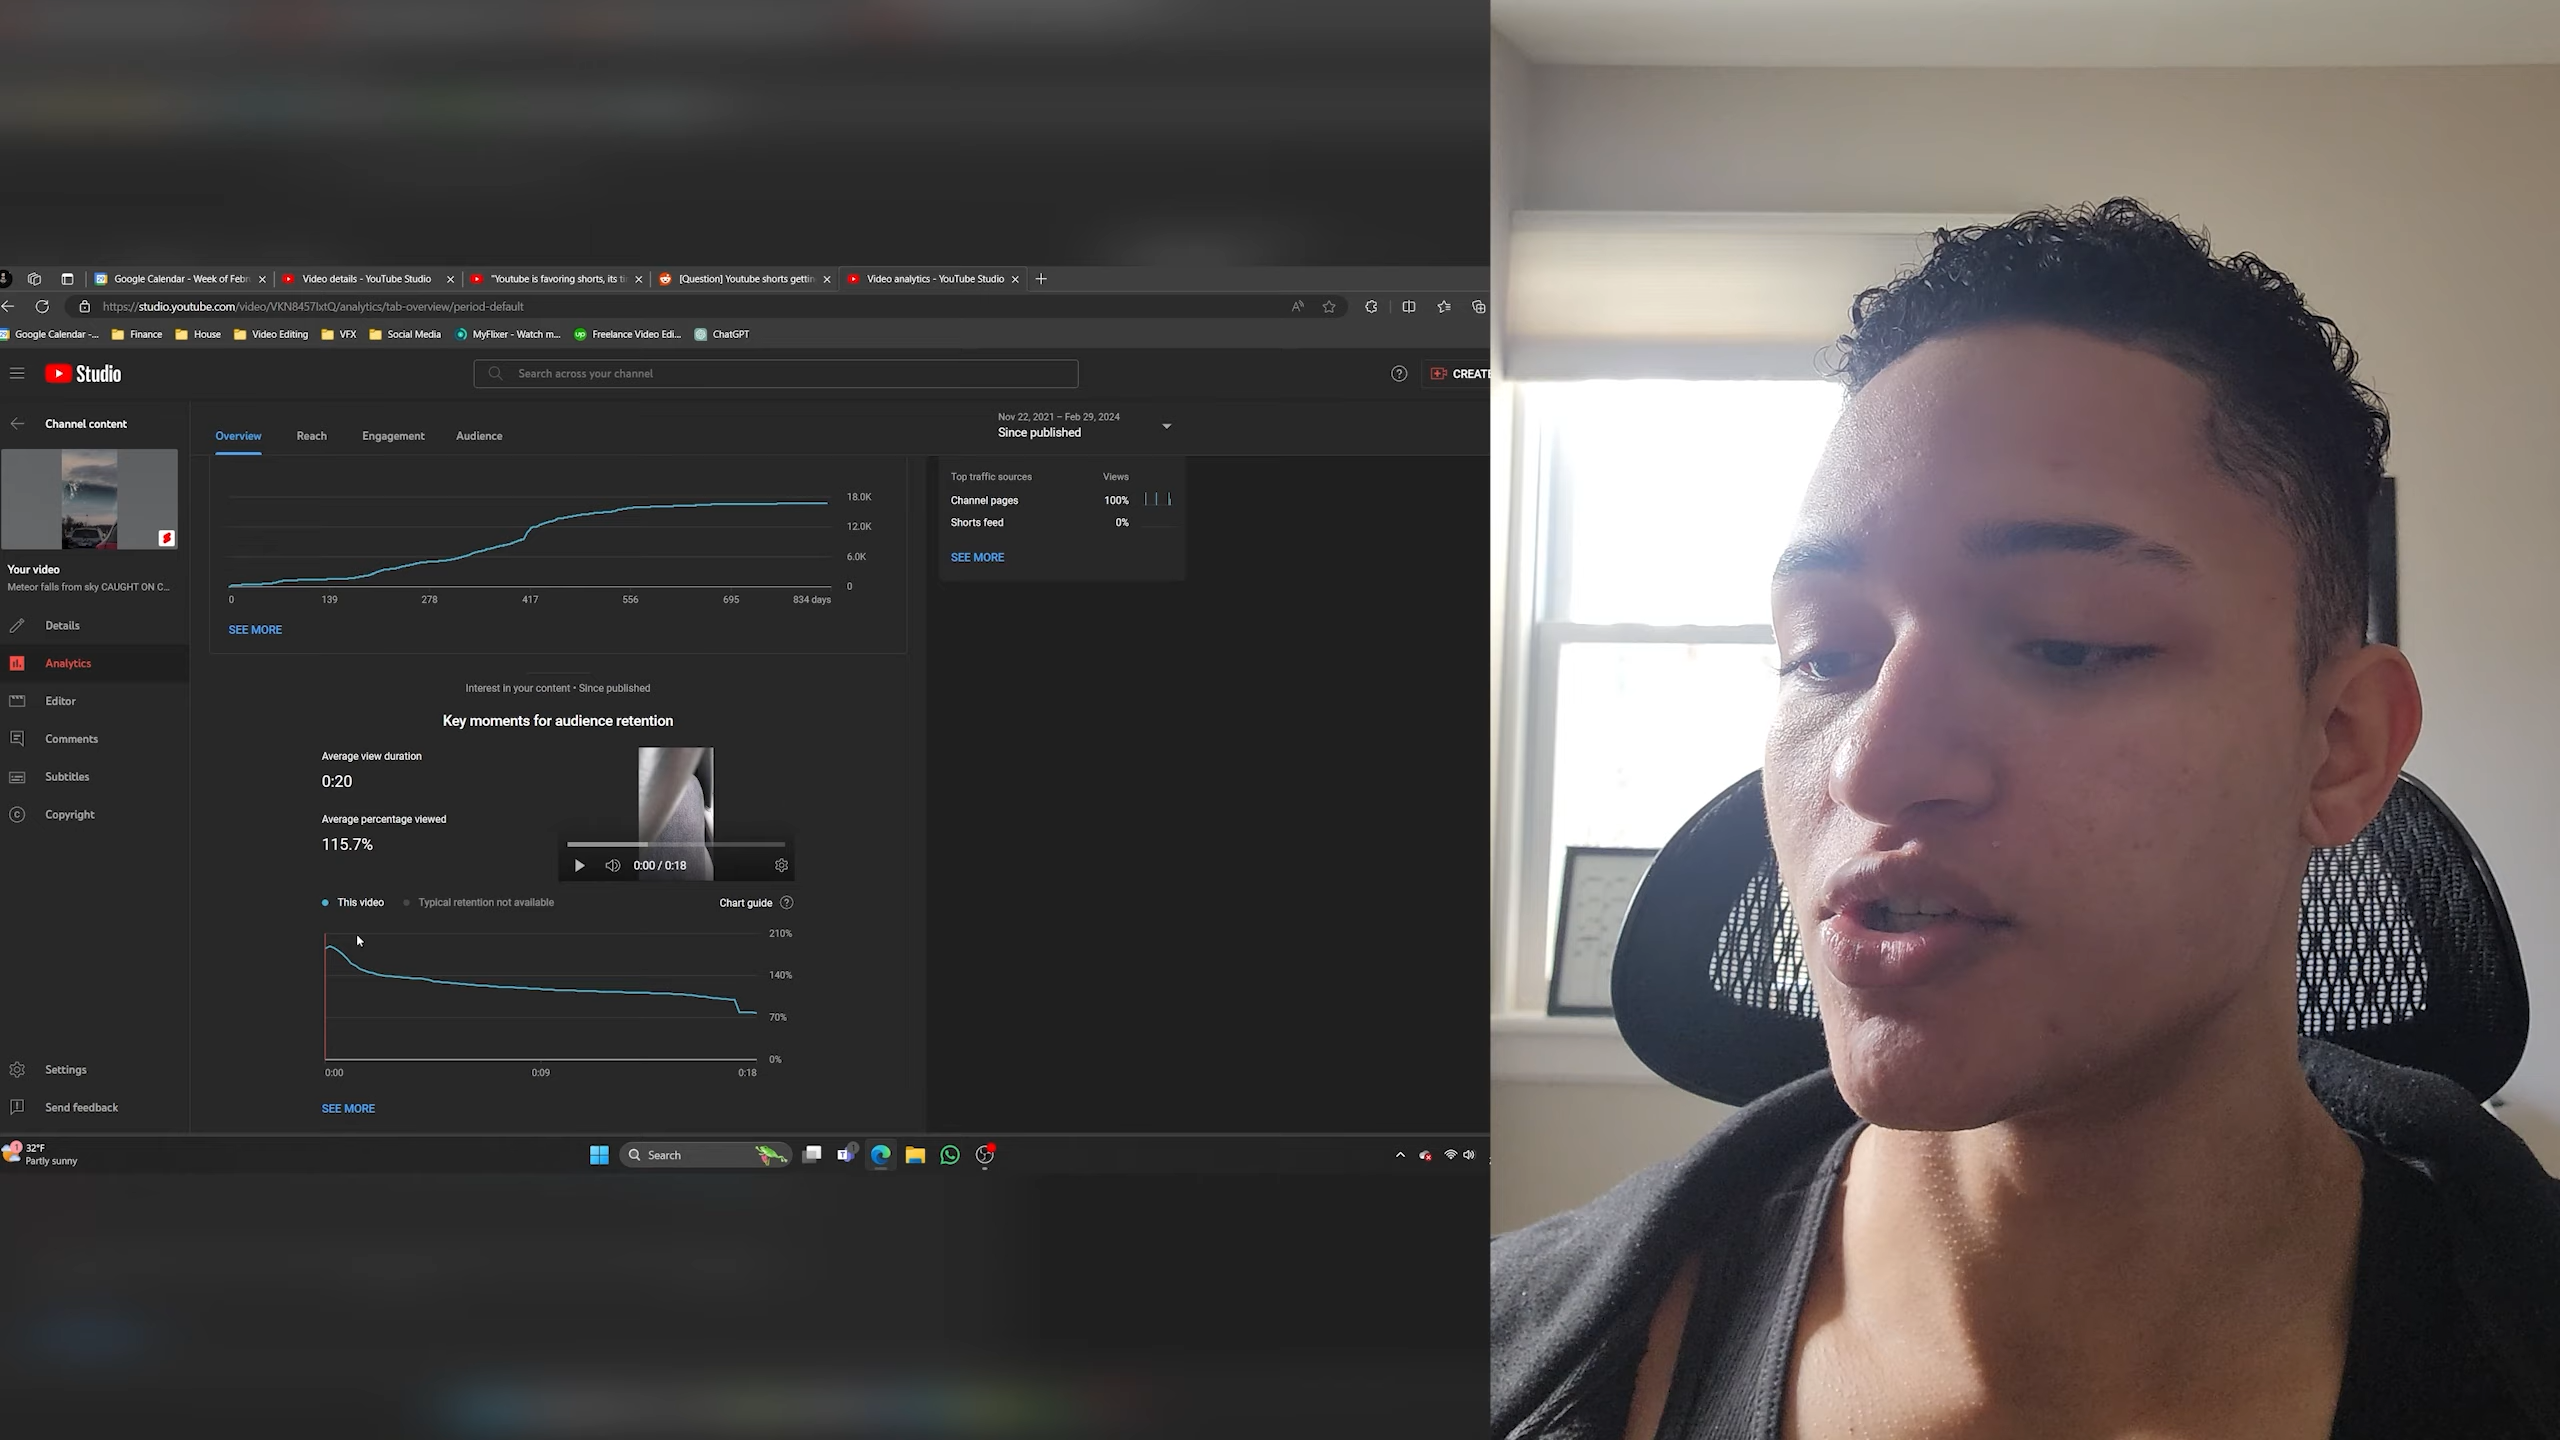 Google Calendar - Week of Febr
Video details - YouTube Studio
"Youtube is favoring shorts, its ti
[Question] Youtube shorts gettin
Video analytics - YouTube Studio
https://studio.youtube.com/video/VKN8457IxtQ/analytics/tab-overview/period-default
Google Calendar -...
Finance
House
Video Editing
VFX
Social Media
MyFlixer - Watch m...
Freelance Video Edi...
ChatGPT
Studio
Search across your channel
CREATE
Channel content
Overview
Reach
Engagement
Audience
Nov 22, 2021 – Feb 29, 2024
Since published
Your video
Meteor falls from sky CAUGHT ON C...
Details
Analytics
Editor
Comments
Subtitles
Copyright
Settings
Send feedback
18.0K
12.0K
6.0K
0
0
139
278
417
556
695
834 days
SEE MORE
Top traffic sources
Views
Channel pages
100%
Shorts feed
0%
SEE MORE
Interest in your content • Since published
Key moments for audience retention
Average view duration
0:20
Average percentage viewed
115.7%
0:00 / 0:18
This video
Typical retention not available
Chart guide
210%
140%
70%
0%
0:00
0:09
0:18
SEE MORE
32°F
Partly sunny
Search